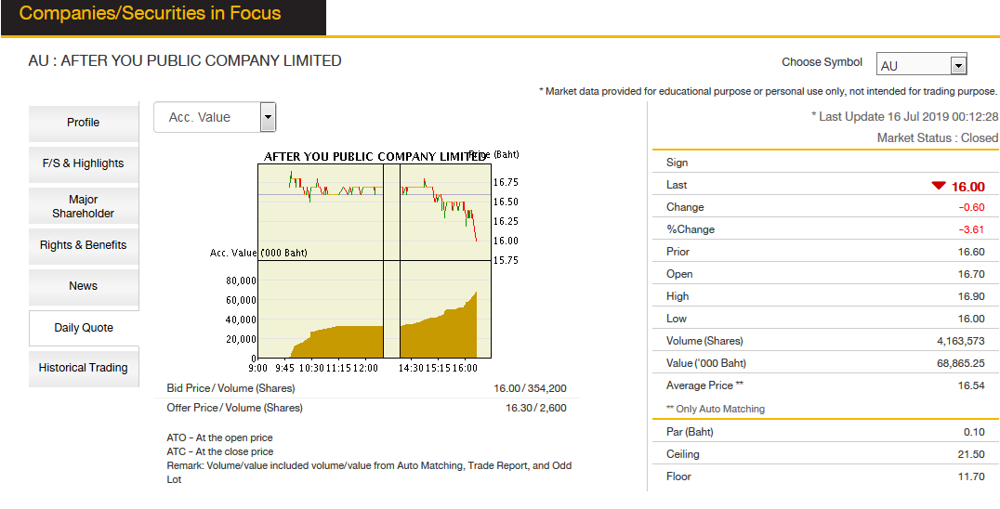 Companies/Securities in Focus
AU : AFTER YOU PUBLIC COMPANY LIMITED
Choose Symbol
AU
* Market data provided for educational purpose or personal use only, not intended for trading purpose.
Profile
F/S & Highlights
Major
Shareholder
Rights & Benefits
News
Daily Quote
Historical Trading
Acc. Value
AFTER YOU PUBLIC COMPANY LIMITED
Price (Baht)
16.75
16.50
16.25
16.00
15.75
Acc. Value ('000 Baht)
80,000
60,000
40,000
20,000
0
9:00 9:45 10:30 11:15 12:00 14:30 15:15 16:00
Bid Price / Volume (Shares) 16.00 / 354,200
Offer Price / Volume (Shares) 16.30 / 2,600
ATO - At the open price
ATC - At the close price
Remark: Volume/value included volume/value from Auto Matching, Trade Report, and Odd
Lot
* Last Update 16 Jul 2019 00:12:28
Market Status : Closed
Sign
Last 16.00
Change -0.60
%Change -3.61
Prior 16.60
Open 16.70
High 16.90
Low 16.00
Volume (Shares) 4,163,573
Value ('000 Baht) 68,865.25
Average Price ** 16.54
** Only Auto Matching
Par (Baht) 0.10
Ceiling 21.50
Floor 11.70